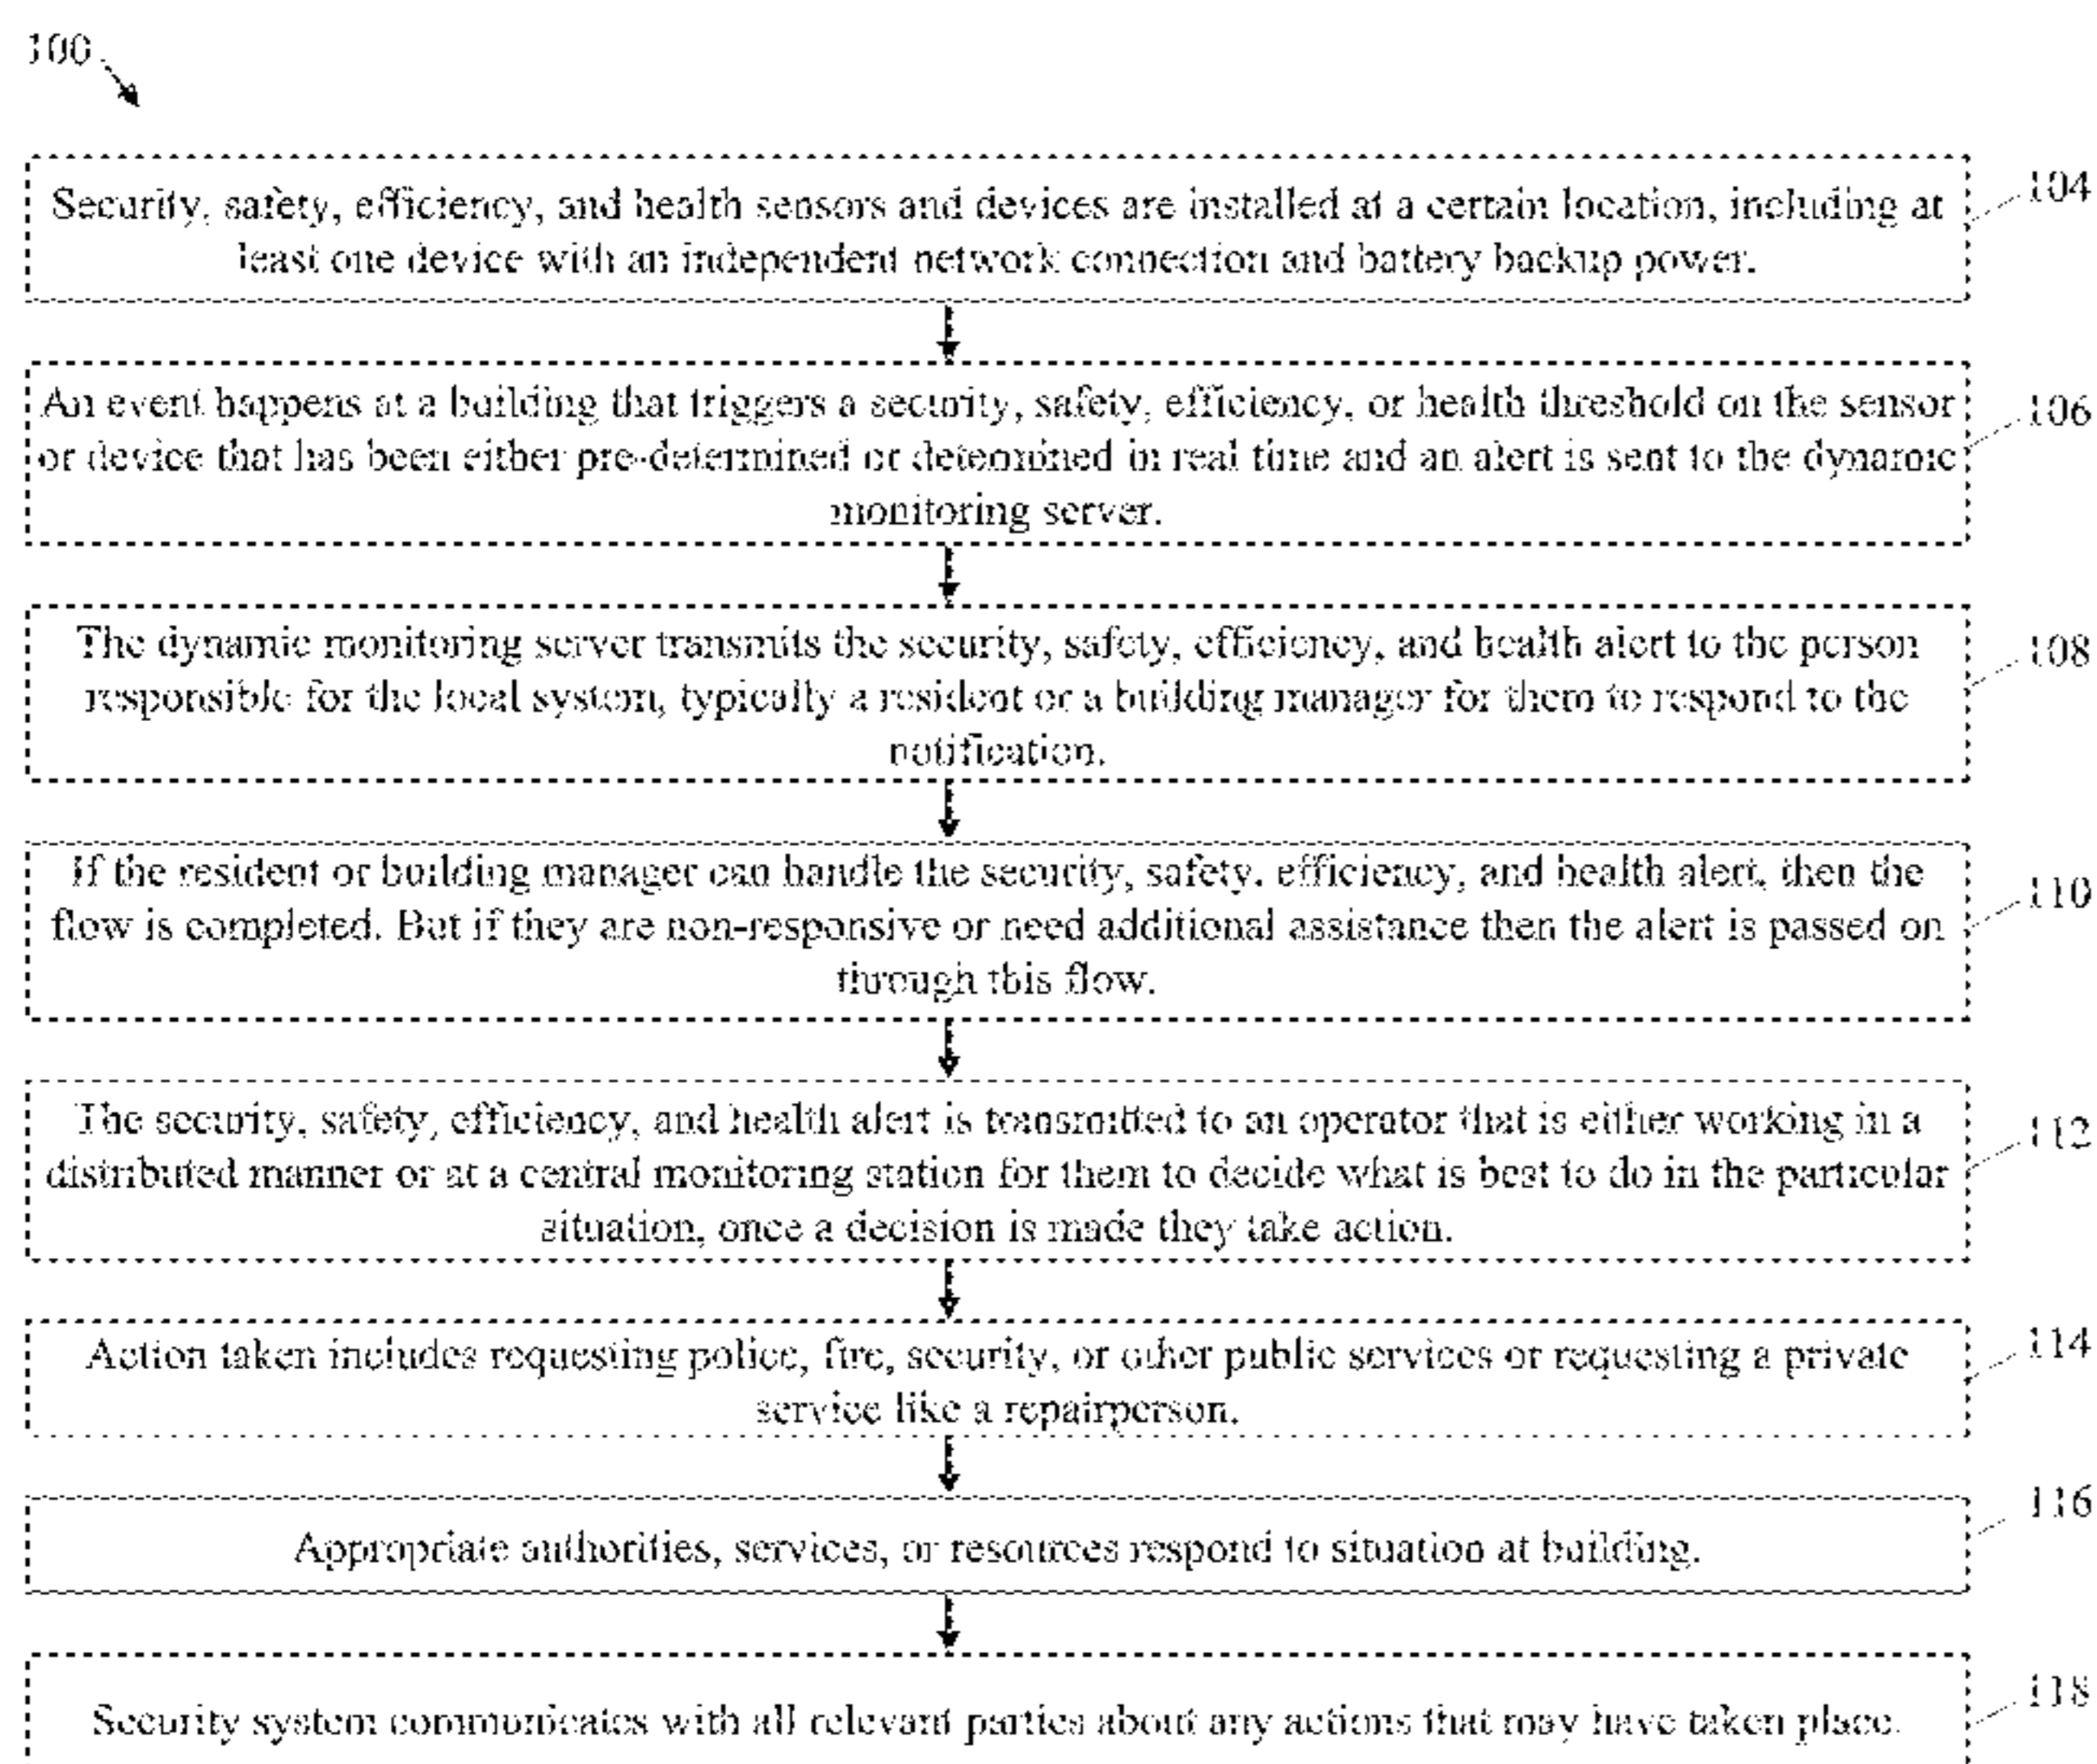 100
Security, safety, efficiency, and health sensors and devices are installed at a certain location, including at
least one device with an independent network connection and battery backup power.
104
An event happens at a building that triggers a security, safety, efficiency, or health threshold on the sensor
or device that has been either pre-determined or determined in real time and an alert is sent to the dynamic
monitoring server.
106
The dynamic monitoring server transmits the security, safety, efficiency, and health alert to the person
responsible for the local system, typically a resident or a building manager for them to respond to the
notification.
108
If the resident or building manager can handle the security, safety, efficiency, and health alert, then the
flow is completed. But if they are non-responsive or need additional assistance then the alert is passed on
through this flow.
110
The security, safety, efficiency, and health alert is transmitted to an operator that is either working in a
distributed manner or at a central monitoring station for them to decide what is best to do in the particular
situation, once a decision is made they take action.
112
Action taken includes requesting police, fire, security, or other public services or requesting a private
service like a repairperson.
114
Appropriate authorities, services, or resources respond to situation at building.
116
Security system communicates with all relevant parties about any actions that may have taken place.
118